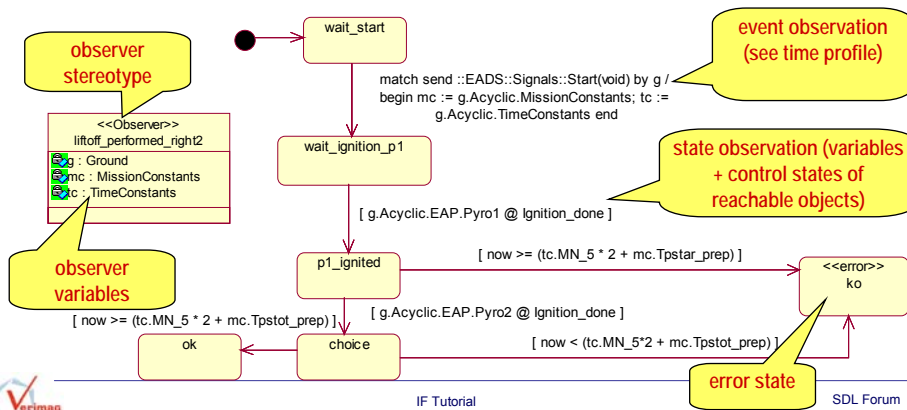 observer
stereotype
wait_start
event observation
(see time profile)
match send ::EADS::Signals::Start(void) by g /
begin mc := g.Acyclic.MissionConstants; tc :=
g.Acyclic.TimeConstants end
<<Observer>>
liftoff_performed_right2
g : Ground
mc : MissionConstants
tc : TimeConstants
wait_ignition_p1
state observation (variables
+ control states of
reachable objects)
[ g.Acyclic.EAP.Pyro1 @ Ignition_done ]
observer
variables
p1_ignited
[ now >= (tc.MN_5 * 2 + mc.Tpstar_prep) ]
<<error>>
ko
[ now >= (tc.MN_5 * 2 + mc.Tpstot_prep) ]
[ g.Acyclic.EAP.Pyro2 @ Ignition_done ]
ok
choice
[ now < (tc.MN_5*2 + mc.Tpstot_prep) ]
error state
Verimag
IF Tutorial
SDL Forum